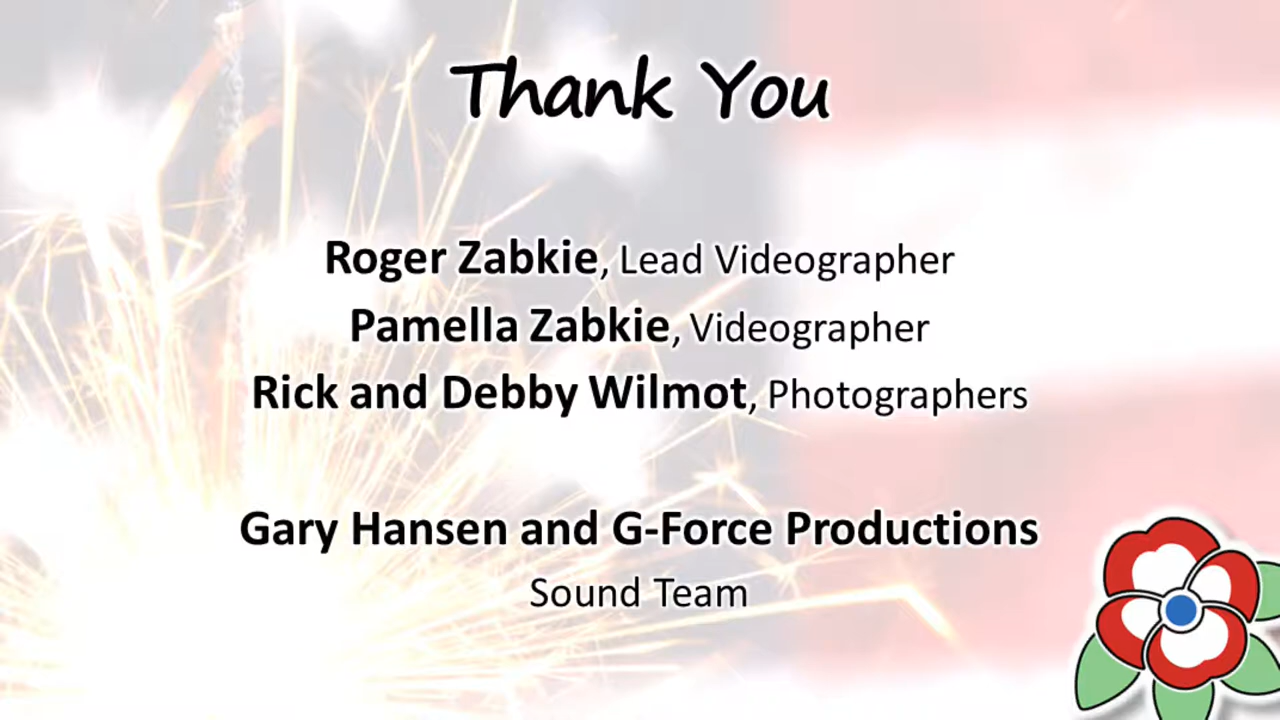 Thank You
Roger Zabkie, Lead Videographer
Pamella Zabkie, Videographer
Rick and Debby Wilmot, Photographers
Gary Hansen and G-Force Productions
Sound Team